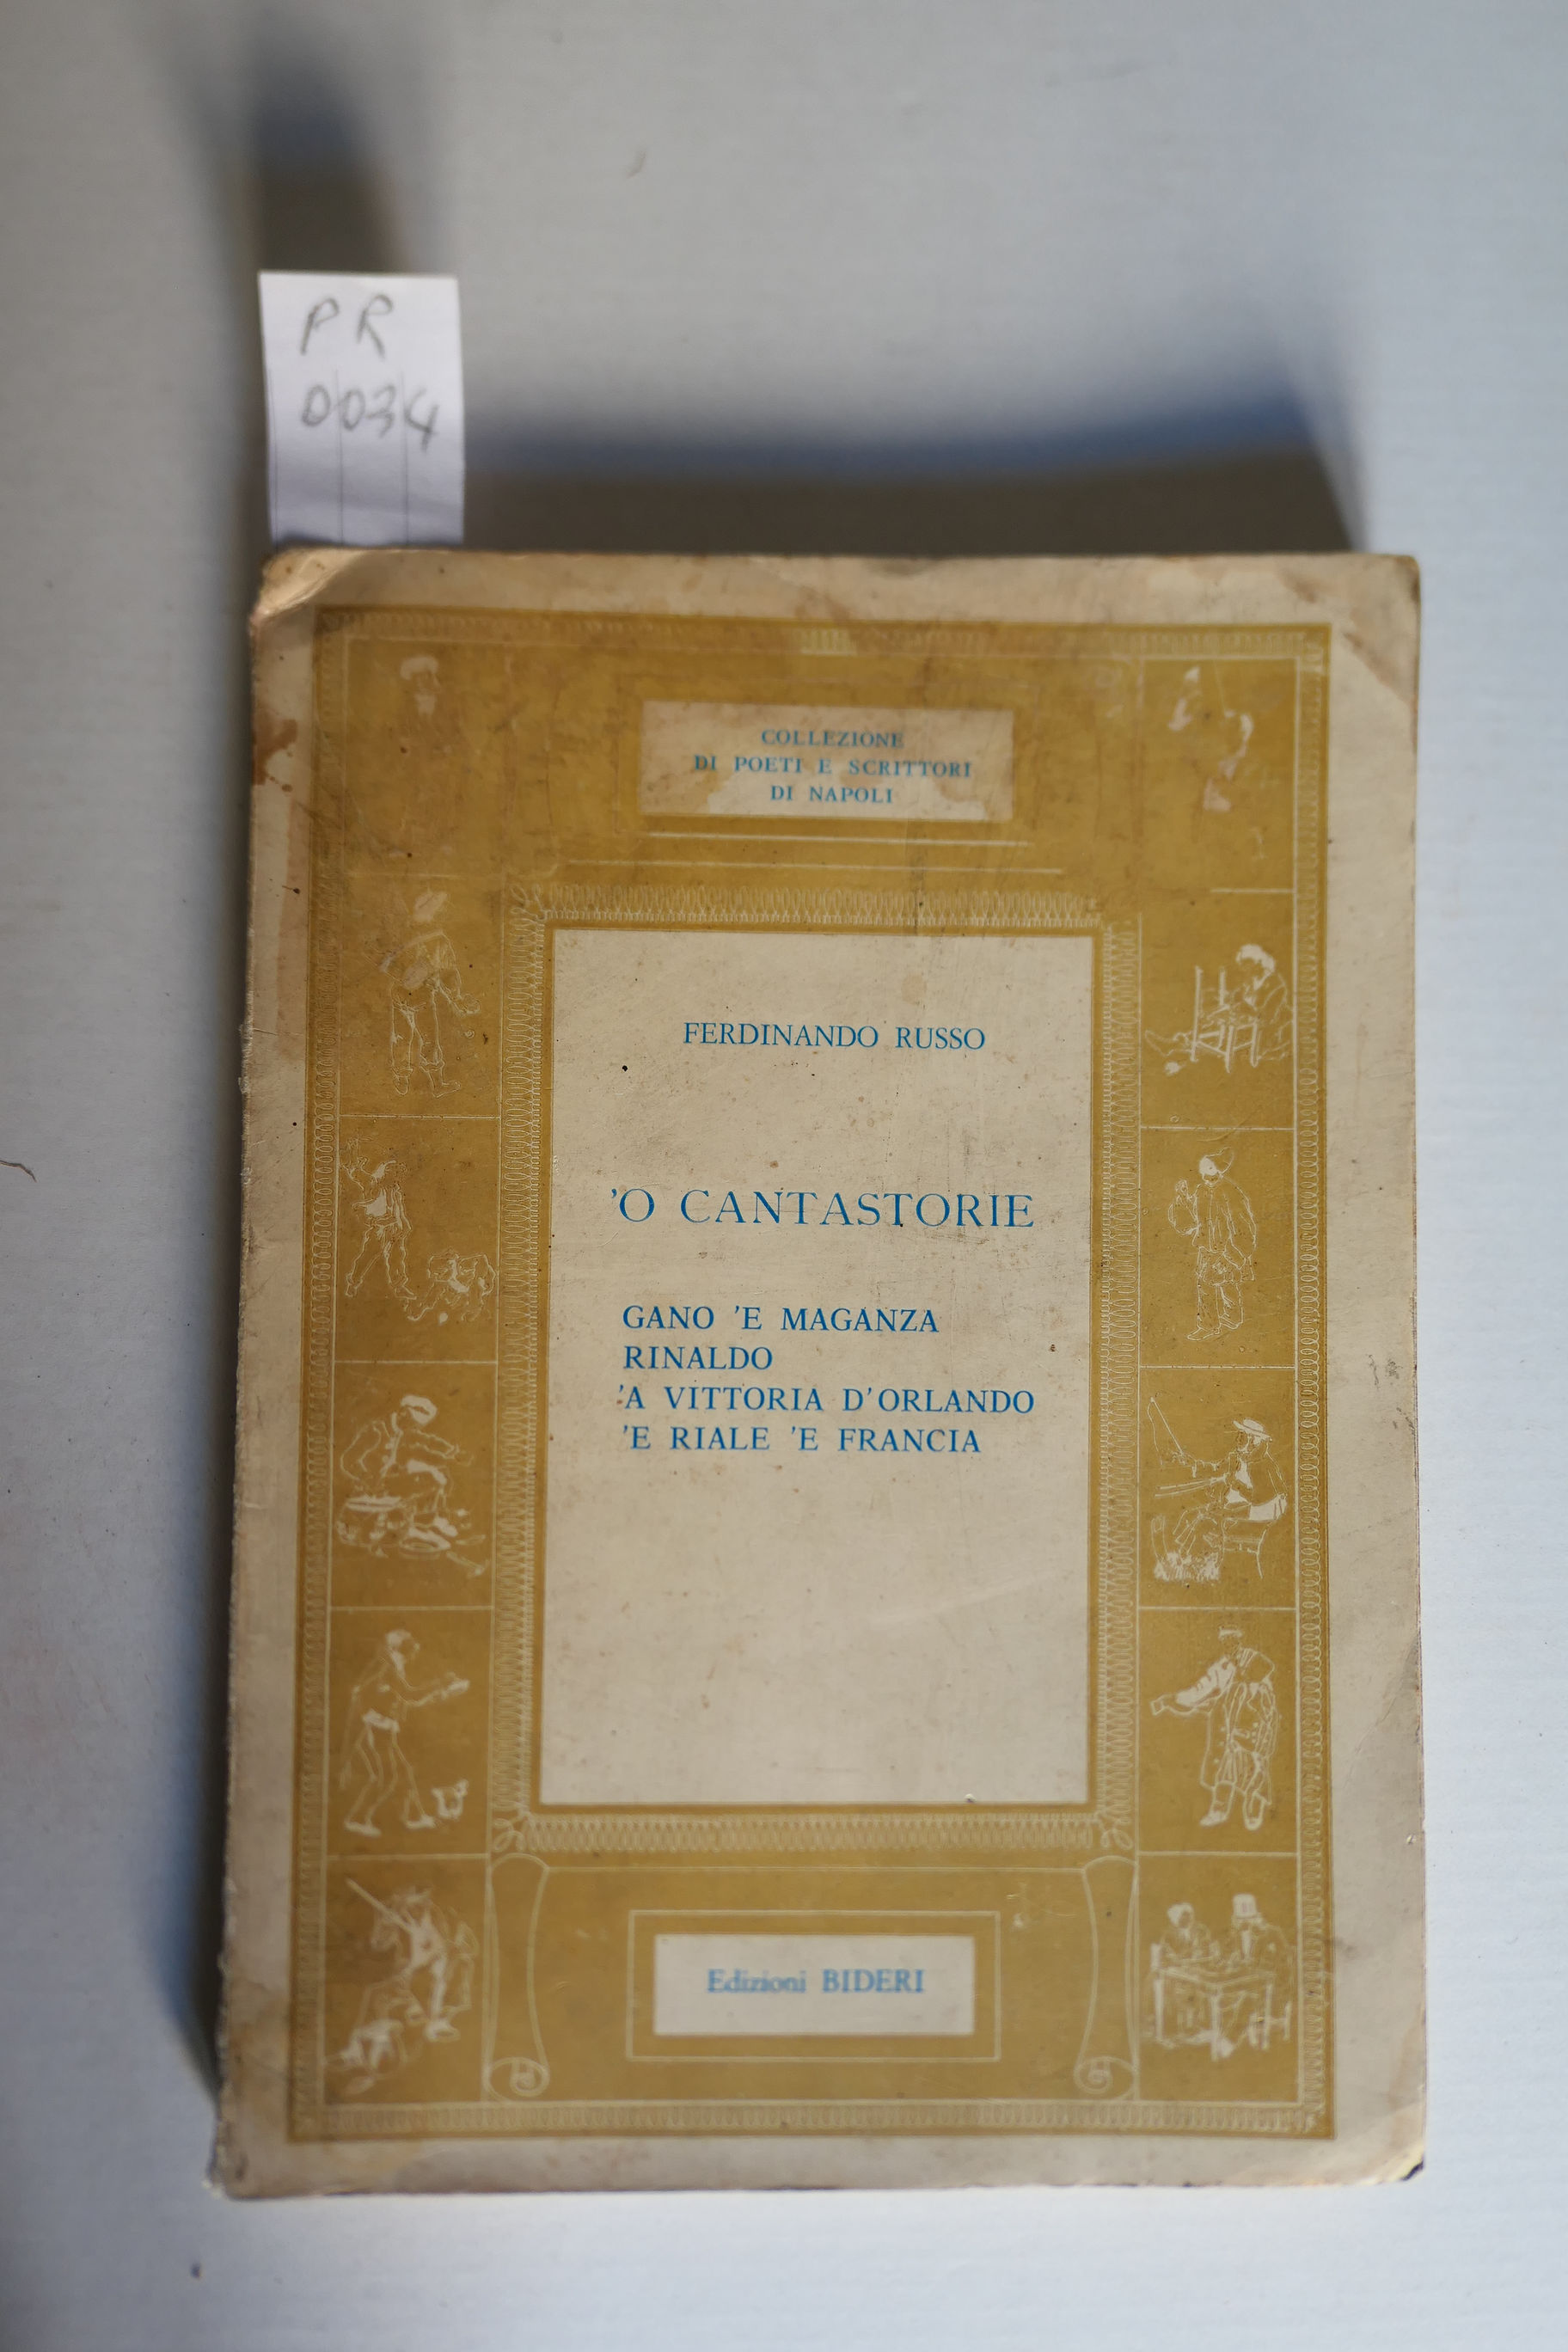 PR
0034
COLLEZIONE
DI POETI E SCRITTORI
DI NAPOLI
FERDINANDO RUSSO
'O CANTASTORIE
GANO 'E MAGANZA
RINALDO
'A VITTORIA D'ORLANDO
'E RIALE 'E FRANCIA
Edizioni BIDERI